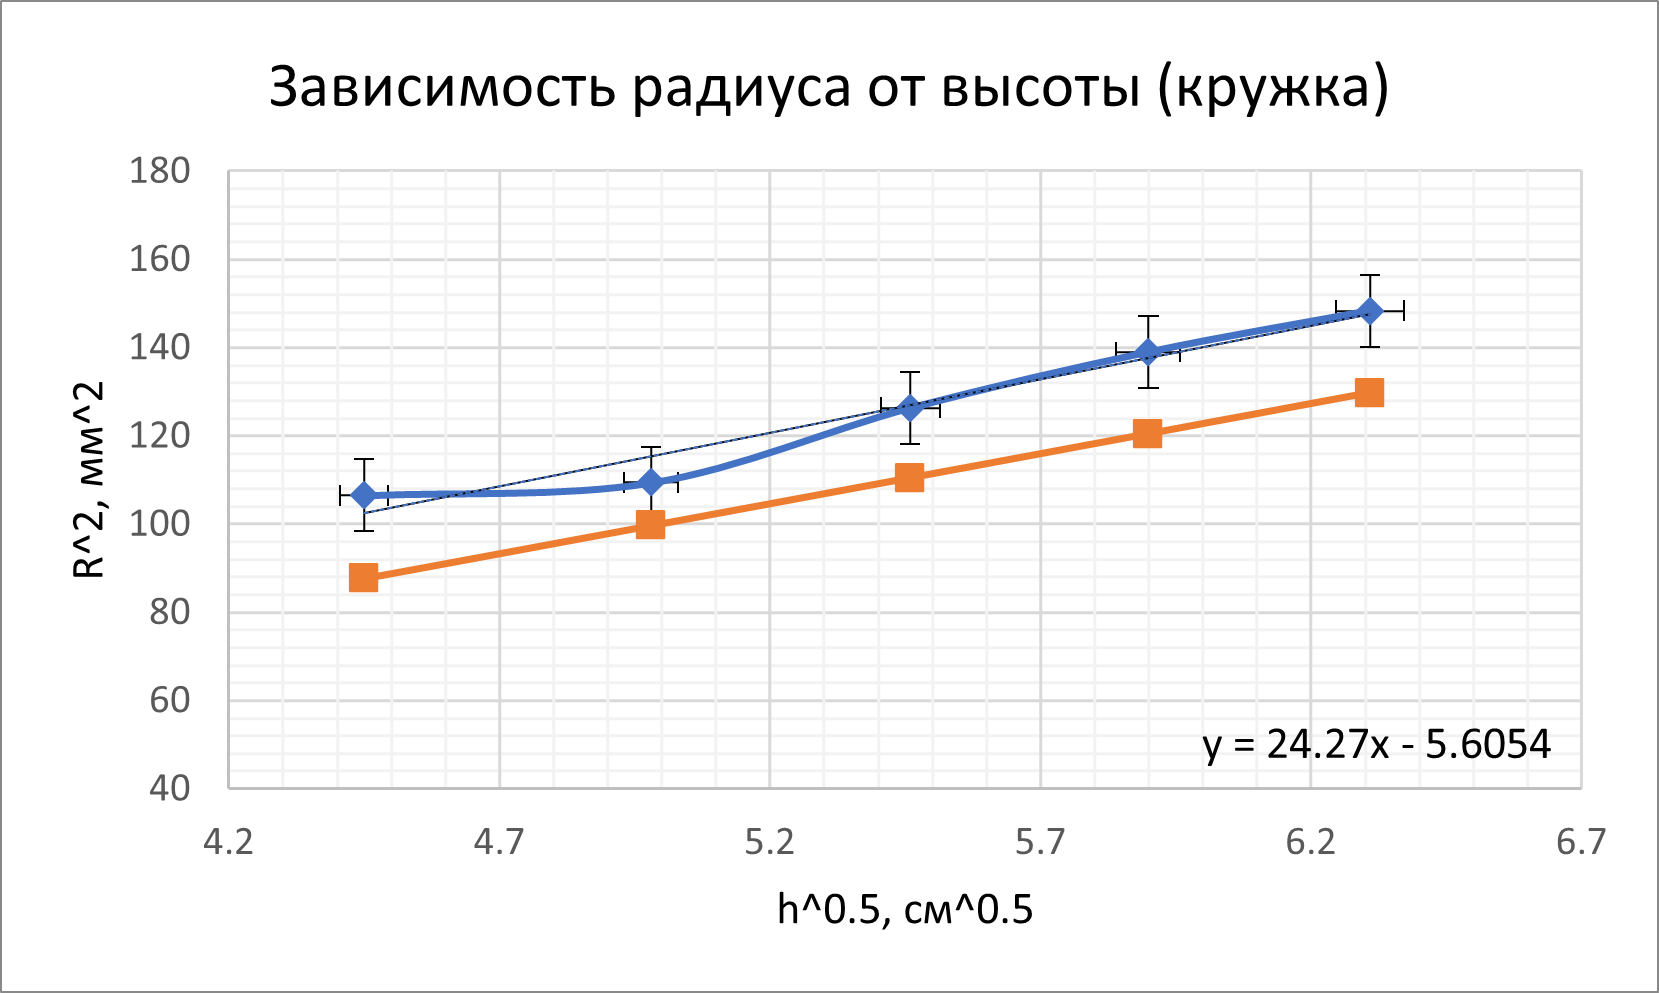 Зависимость радиуса от высоты (кружка)
R^2, мм^2
180
160
140
120
100
80
60
40
y = 24.27x - 5.6054
4.2 4.7 5.2 5.7 6.2 6.7
h^0.5, см^0.5